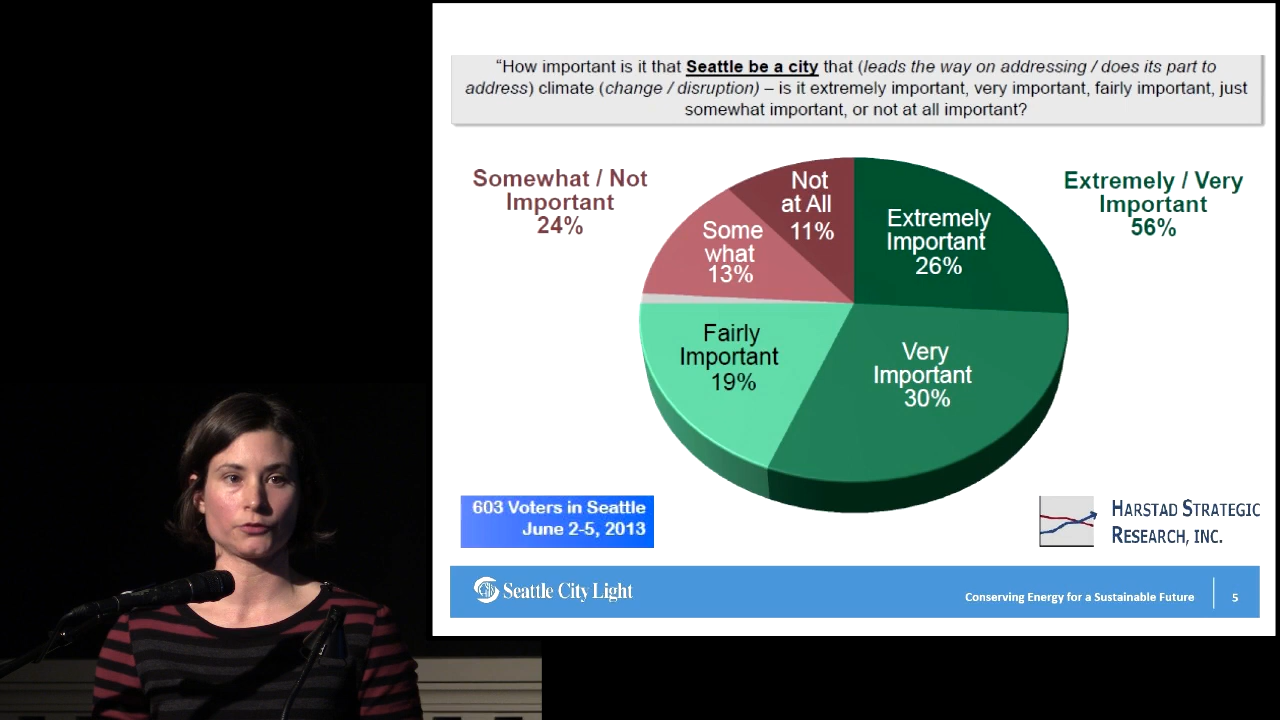 “How important is it that Seattle be a city that (leads the way on addressing / does its part to
address) climate (change / disruption) – is it extremely important, very important, fairly important, just
somewhat important, or not at all important?
Somewhat / Not
Important
24%
Not
at All
11%
Some
what
13%
Extremely
Important
26%
Extremely / Very
Important
56%
Fairly
Important
19%
Very
Important
30%
603 Voters in Seattle
June 2-5, 2013
HARSTAD STRATEGIC
RESEARCH, INC.
Seattle City Light
Conserving Energy for a Sustainable Future
5